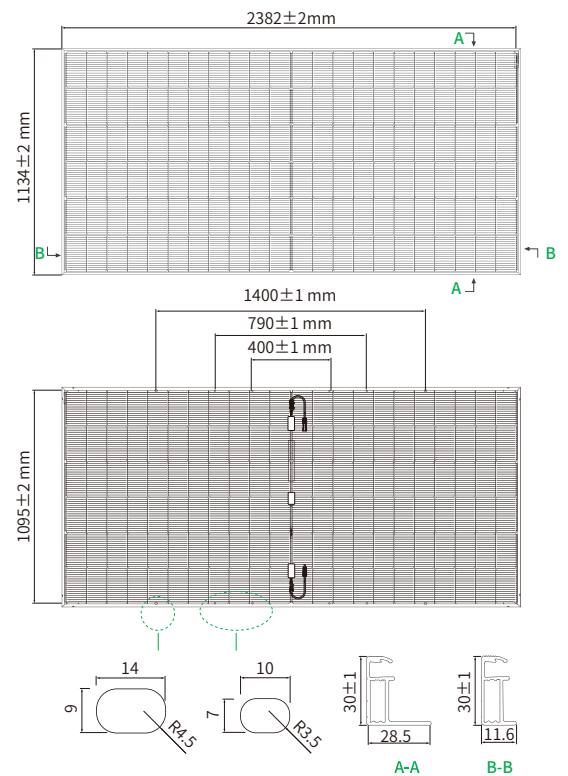 2382±2mm
A
1134±2 mm
B
B
A
1400±1 mm
790±1 mm
400±1 mm
1095±2 mm
14
9
R4.5
10
7
R3.5
30±1
28.5
A-A
30±1
11.6
B-B